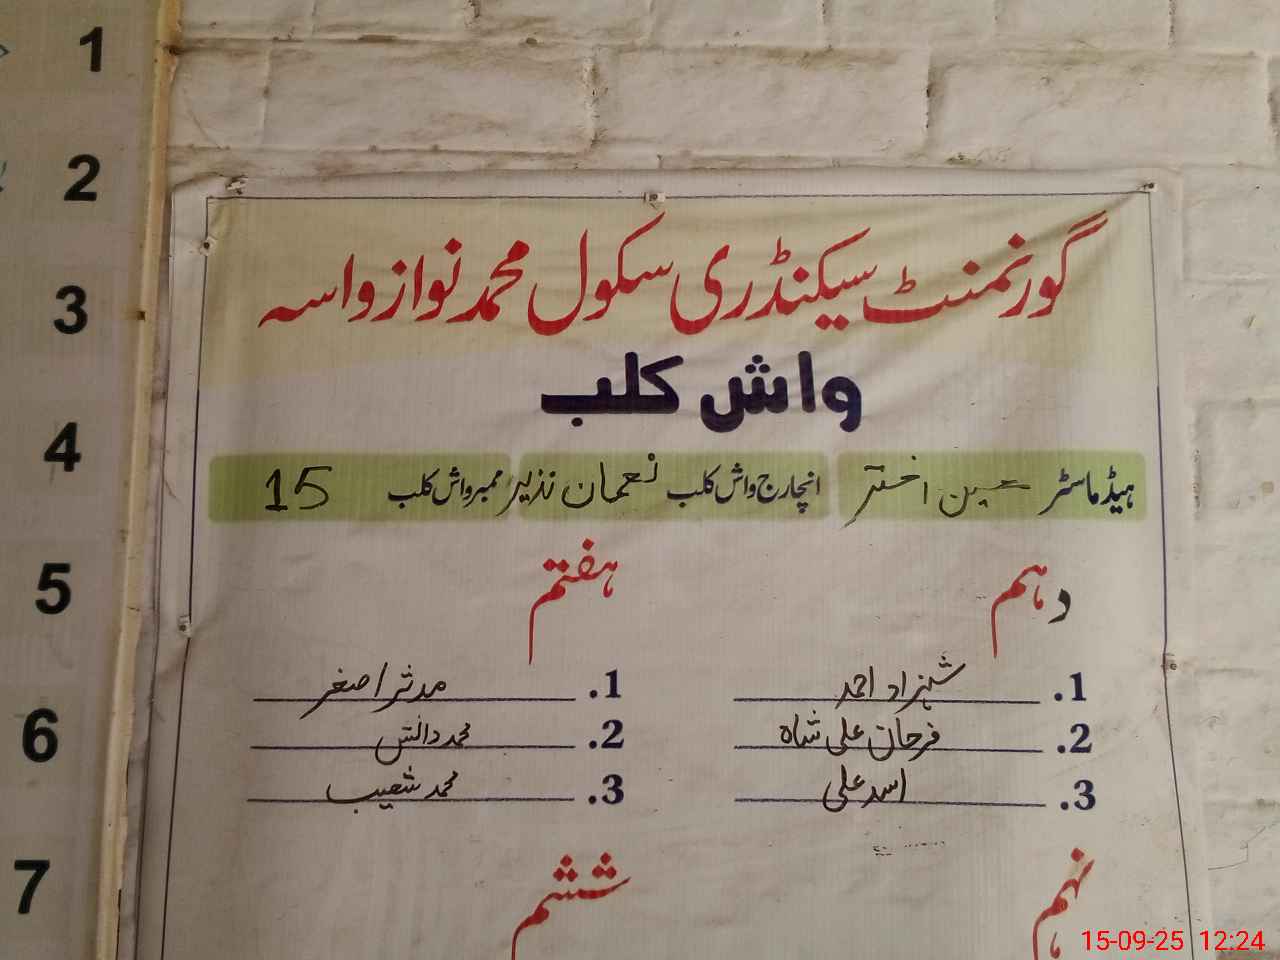 گورنمنٹ سیکنڈری سکول محمد نواز واسہ
واش کلب
ہیڈ ماسٹر حسین اختر انچارج واش کلب نعمان نذیر ممبر واش کلب 15
دہم
1. شہزاد احمد
2. فرحان علی شاہ
3. اسد علی
ہفتم
1. مدثر اصغر
2. محمد دانش
3. محمد شعیب
نہم
ششم
1
2
3
4
5
6
7
15-09-25 12:24